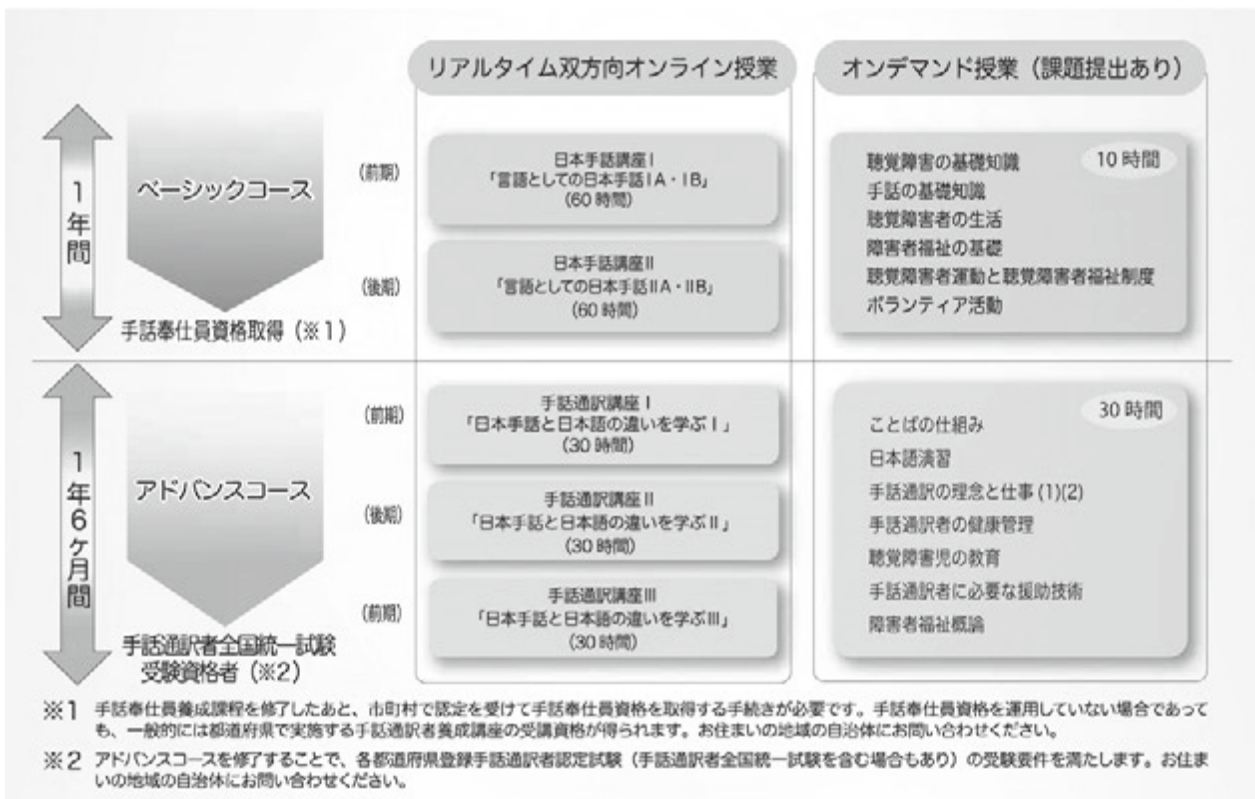 リアルタイム双方向オンライン授業
オンデマンド授業（課題提出あり）
1年間
ベーシックコース
(前期)
日本手話講座I
「言語としての日本手話IA・IB」
(60時間)
(後期)
日本手話講座II
「言語としての日本手話IIA・IIB」
(60時間)
手話奉仕員資格取得（※1）
10時間
聴覚障害の基礎知識
手話の基礎知識
聴覚障害者の生活
障害者福祉の基礎
聴覚障害者運動と聴覚障害者福祉制度
ボランティア活動
1年6ヶ月間
アドバンスコース
(前期)
手話通訳講座I
「日本手話と日本語の違いを学ぶI」
(30時間)
(後期)
手話通訳講座II
「日本手話と日本語の違いを学ぶII」
(30時間)
(前期)
手話通訳講座III
「日本手話と日本語の違いを学ぶIII」
(30時間)
手話通訳者全国統一試験
受験資格者（※2）
30時間
ことばの仕組み
日本語演習
手話通訳の理念と仕事(1)(2)
手話通訳者の健康管理
聴覚障害児の教育
手話通訳者に必要な援助技術
障害者福祉概論
※1 手話奉仕員養成課程を修了したあと、市町村で認定を受けて手話奉仕員資格を取得する手続きが必要です。手話奉仕員資格を運用していない場合であって
も、一般的には都道府県で実施する手話通訳者養成講座の受講資格が得られます。お住まいの地域の自治体にお問い合わせください。
※2 アドバンスコースを修了することで、各都道府県登録手話通訳者認定試験（手話通訳者全国統一試験を含む場合もあり）の受験要件を満たします。お住ま
いの地域の自治体にお問い合わせください。